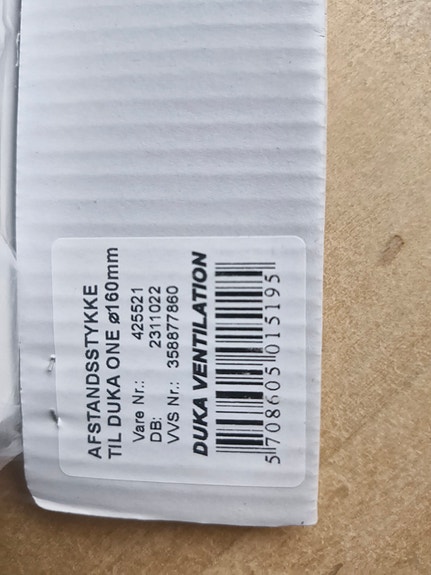 AFSTANDSSTYKKE
TIL DUKA ONE ø160mm
Vare Nr.: 425521
DB: 2311022
VVS Nr.: 358877860
DUKA VENTILATION
5 708605 015195